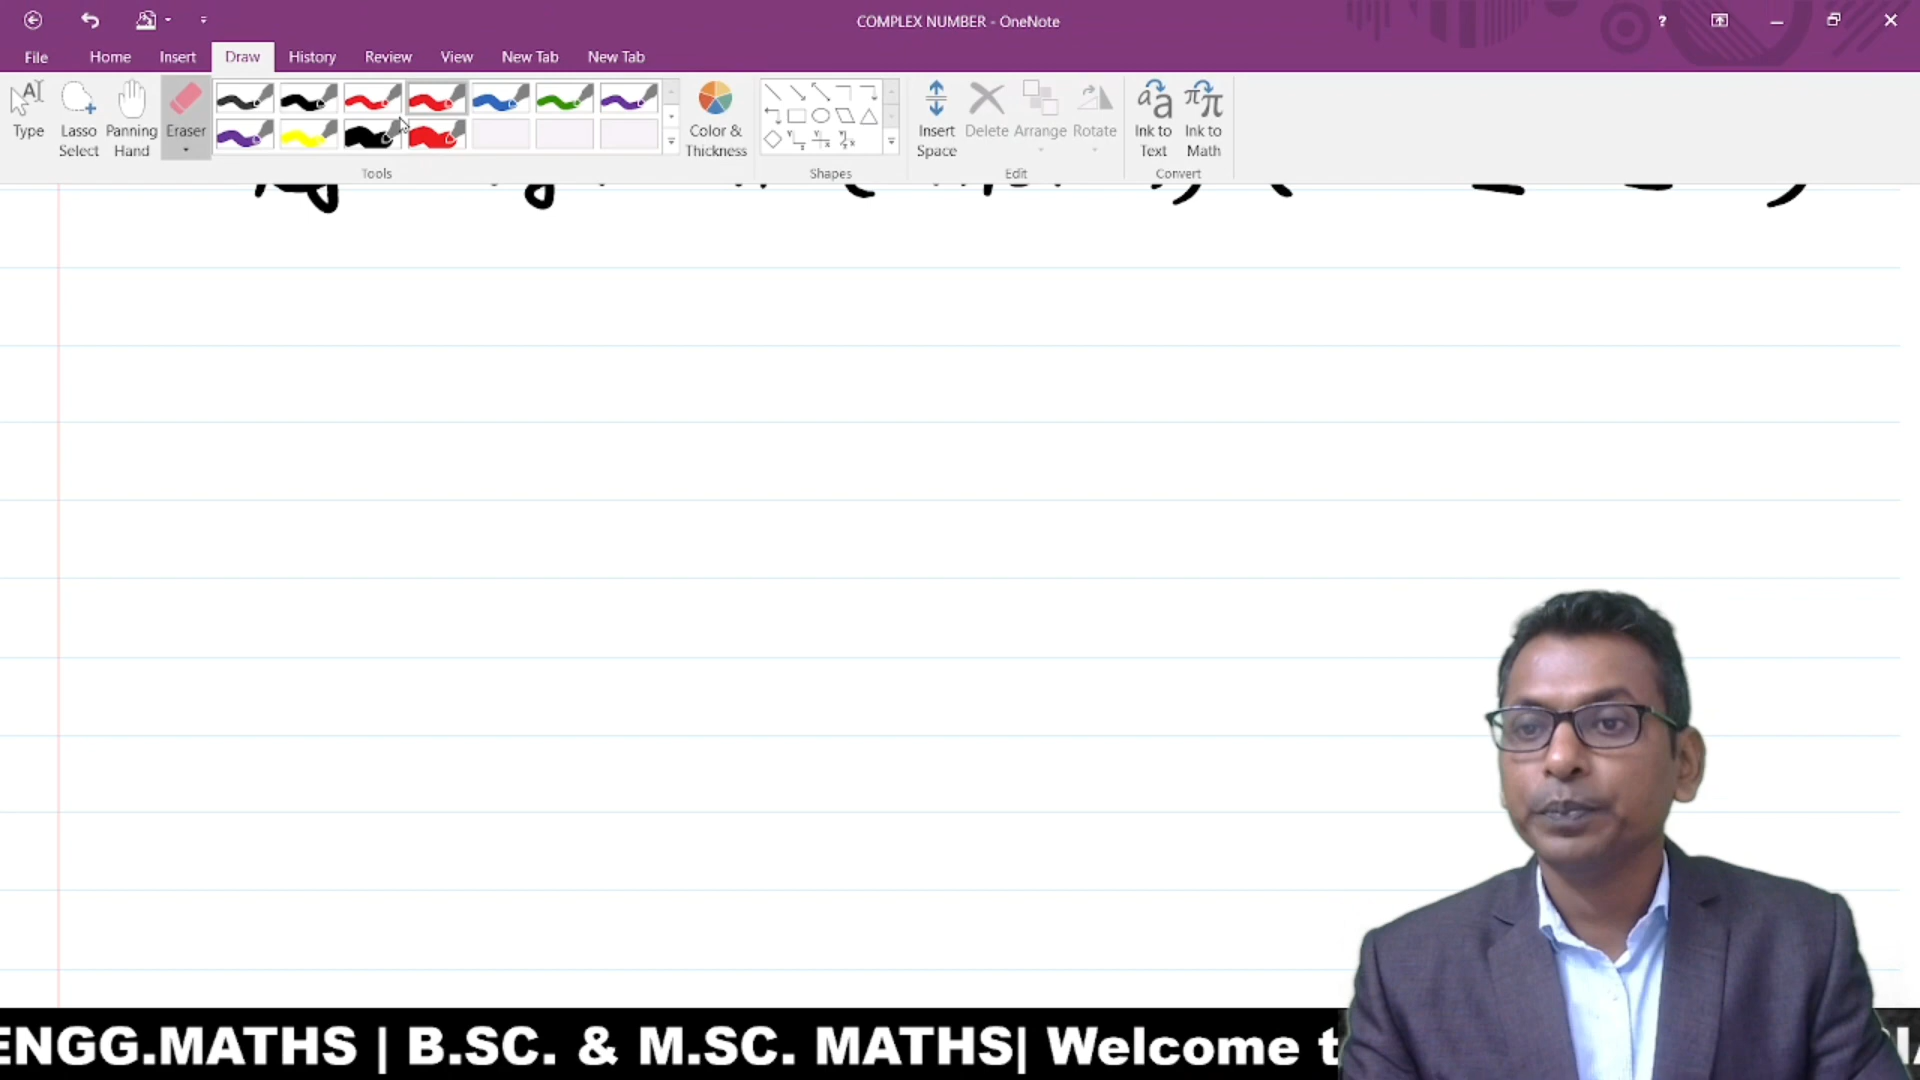 COMPLEX NUMBER - OneNote
?
File Home Insert Draw History Review View New Tab New Tab
Type
Lasso Select
Panning Hand
Eraser
Color & Thickness
Insert Space
Delete
Arrange
Rotate
Ink to Text
Ink to Math
Tools
Shapes
Edit
Convert
ENGG.MATHS | B.SC. & M.SC. MATHS| Welcome t